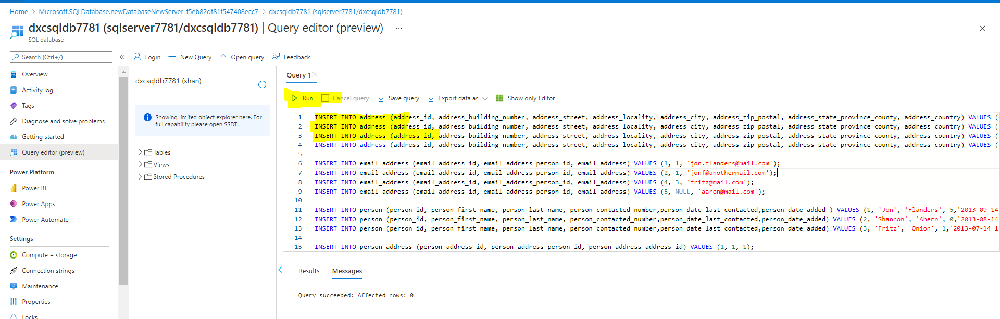 Home > Microsoft.SQLDatabase.newDatabaseNewServer_f5eb82df81f547408ecc7 > dxcsqldb7781 (sqlserver7781/dxcsqldb7781)
dxcsqldb7781 (sqlserver7781/dxcsqldb7781) | Query editor (preview) ...
SQL database
Search (Ctrl+/)
«
Overview
Activity log
Tags
Diagnose and solve problems
Getting started
Query editor (preview)
Power Platform
Power BI
Power Apps
Power Automate
Settings
Compute + storage
Connection strings
Maintenance
Properties
Locks
Login
New Query
Open query
Feedback
dxcsqldb7781 (shan)
Showing limited object explorer here. For
full capability please open SSDT.
Tables
Views
Stored Procedures
Query 1
Run
Cancel query
Save query
Export data as
Show only Editor
1 INSERT INTO address (address_id, address_building_number, address_street, address_locality, address_city, address_zip_postal, address_state_province_county, address_country) VALUES (
2 INSERT INTO address (address_id, address_building_number, address_street, address_locality, address_city, address_zip_postal, address_state_province_county, address_country) VALUES (
3 INSERT INTO address (address_id, address_building_number, address_street, address_locality, address_city, address_zip_postal, address_state_province_county, address_country) VALUES (
4 INSERT INTO address (address_id, address_building_number, address_street, address_locality, address_city, address_zip_postal, address_state_province_county, address_country) VALUES (
5
6 INSERT INTO email_address (email_address_id, email_address_person_id, email_address) VALUES (1, 1, 'jon.flanders@mail.com');
7 INSERT INTO email_address (email_address_id, email_address_person_id, email_address) VALUES (2, 1, 'jonf@anothermail.com');
8 INSERT INTO email_address (email_address_id, email_address_person_id, email_address) VALUES (4, 3, 'fritz@mail.com');
9 INSERT INTO email_address (email_address_id, email_address_person_id, email_address) VALUES (5, NULL, 'aaron@mail.com');
10
11 INSERT INTO person (person_id, person_first_name, person_last_name, person_contacted_number,person_date_last_contacted,person_date_added ) VALUES (1, 'Jon', 'Flanders', 5,'2013-09-14
12 INSERT INTO person (person_id, person_first_name, person_last_name, person_contacted_number,person_date_last_contacted,person_date_added) VALUES (2, 'Shannon', 'Ahern', 0,'2013-08-14
13 INSERT INTO person (person_id, person_first_name, person_last_name, person_contacted_number,person_date_last_contacted,person_date_added) VALUES (3, 'Fritz', 'Onion', 1,'2013-07-14 1
14
15 INSERT INTO person_address (person_address_id, person_address_person_id, person_address_address_id) VALUES (1, 1, 1);
Results
Messages
Query succeeded: Affected rows: 0